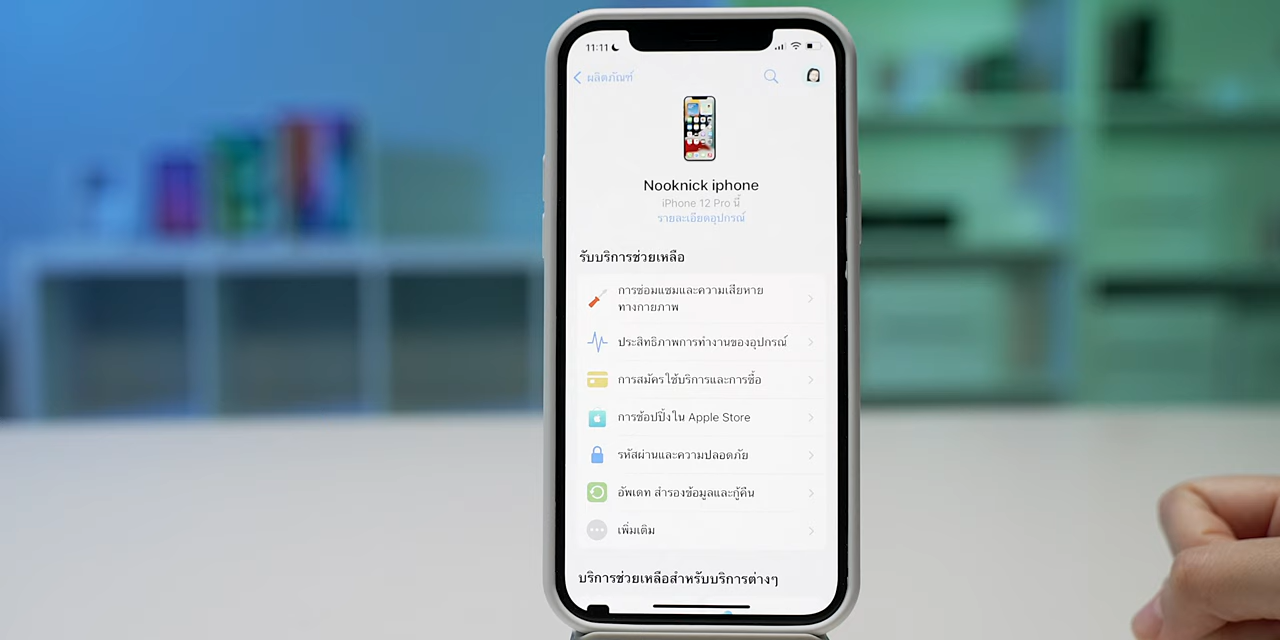 11:11
ผลิตภัณฑ์
Nooknick iphone
iPhone 12 Pro นี้
รายละเอียดอุปกรณ์
รับบริการช่วยเหลือ
การซ่อมแซมและความเสียหาย
ทางกายภาพ
ประสิทธิภาพการทำงานของอุปกรณ์
การสมัครใช้บริการและการซื้อ
การช้อปปิ้งใน Apple Store
รหัสผ่านและความปลอดภัย
อัพเดท สำรองข้อมูลและกู้คืน
เพิ่มเติม
บริการช่วยเหลือสำหรับบริการต่างๆ